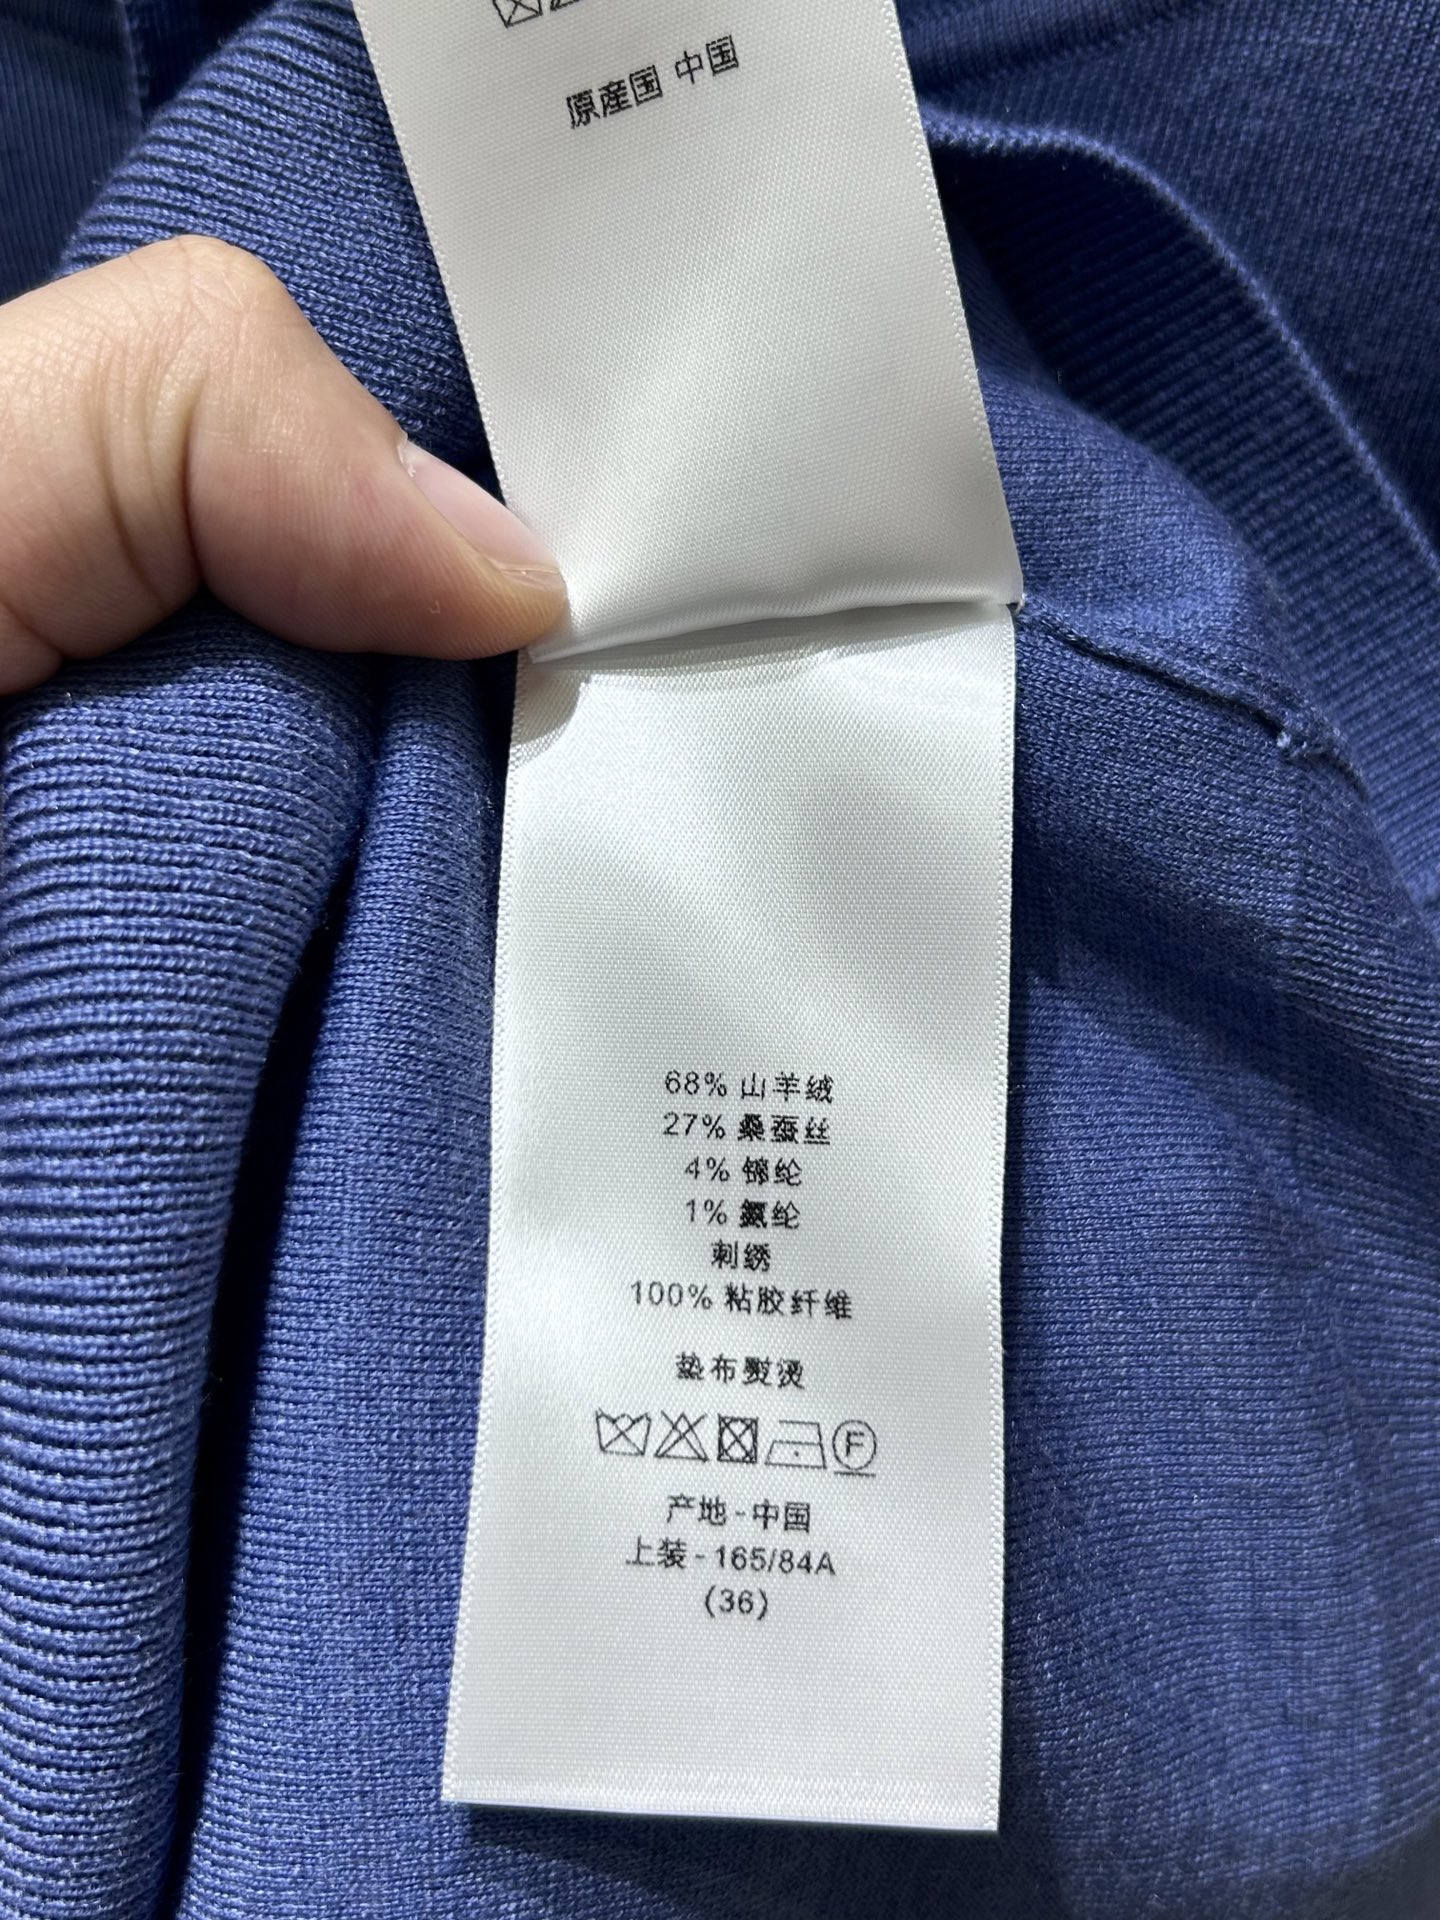 原産国 中国
68% 山羊绒
27% 桑蚕丝
4% 锦纶
1% 氨纶
刺绣
100% 粘胶纤维
垫布熨烫
F
产地-中国
上装-165/84A
(36)